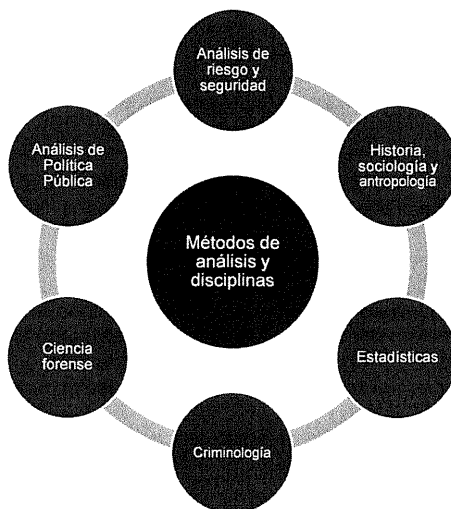 Análisis de
riesgo y
seguridad
Historia,
sociología y
antropología
Estadísticas
Criminología
Ciencia
forense
Análisis de
Política
Pública
Métodos de
análisis y
disciplinas